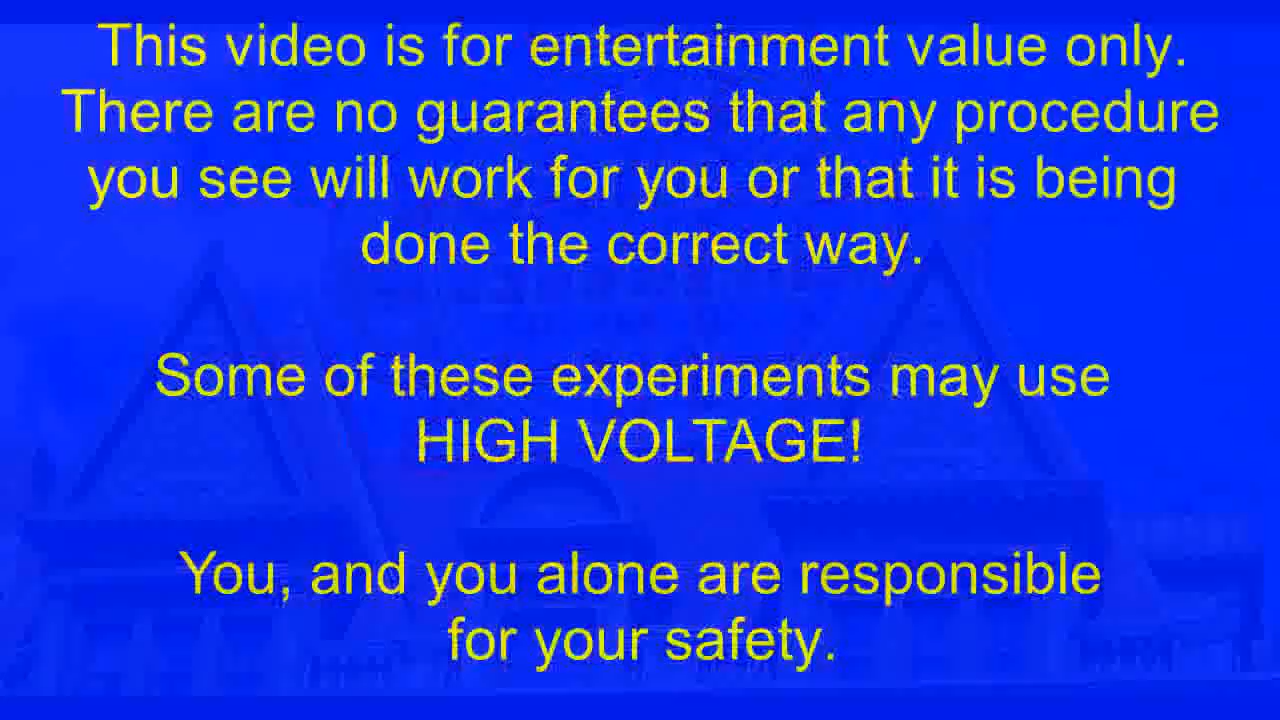 This video is for entertainment value only.
There are no guarantees that any procedure
you see will work for you or that it is being
done the correct way.
Some of these experiments may use
HIGH VOLTAGE!
You, and you alone are responsible
for your safety.